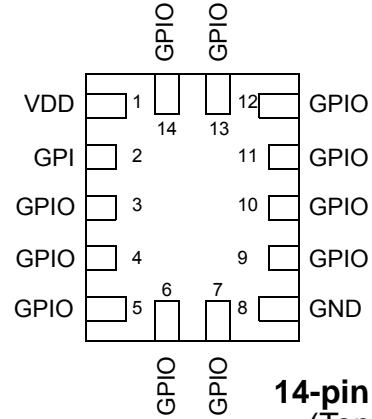 GPIO GPIO
VDD 1 14 13 12 GPIO
GPI 2 11 GPIO
GPIO 3 10 GPIO
GPIO 4 9 GPIO
GPIO 5 6 7 8 GND
GPIO GPIO
14-pin